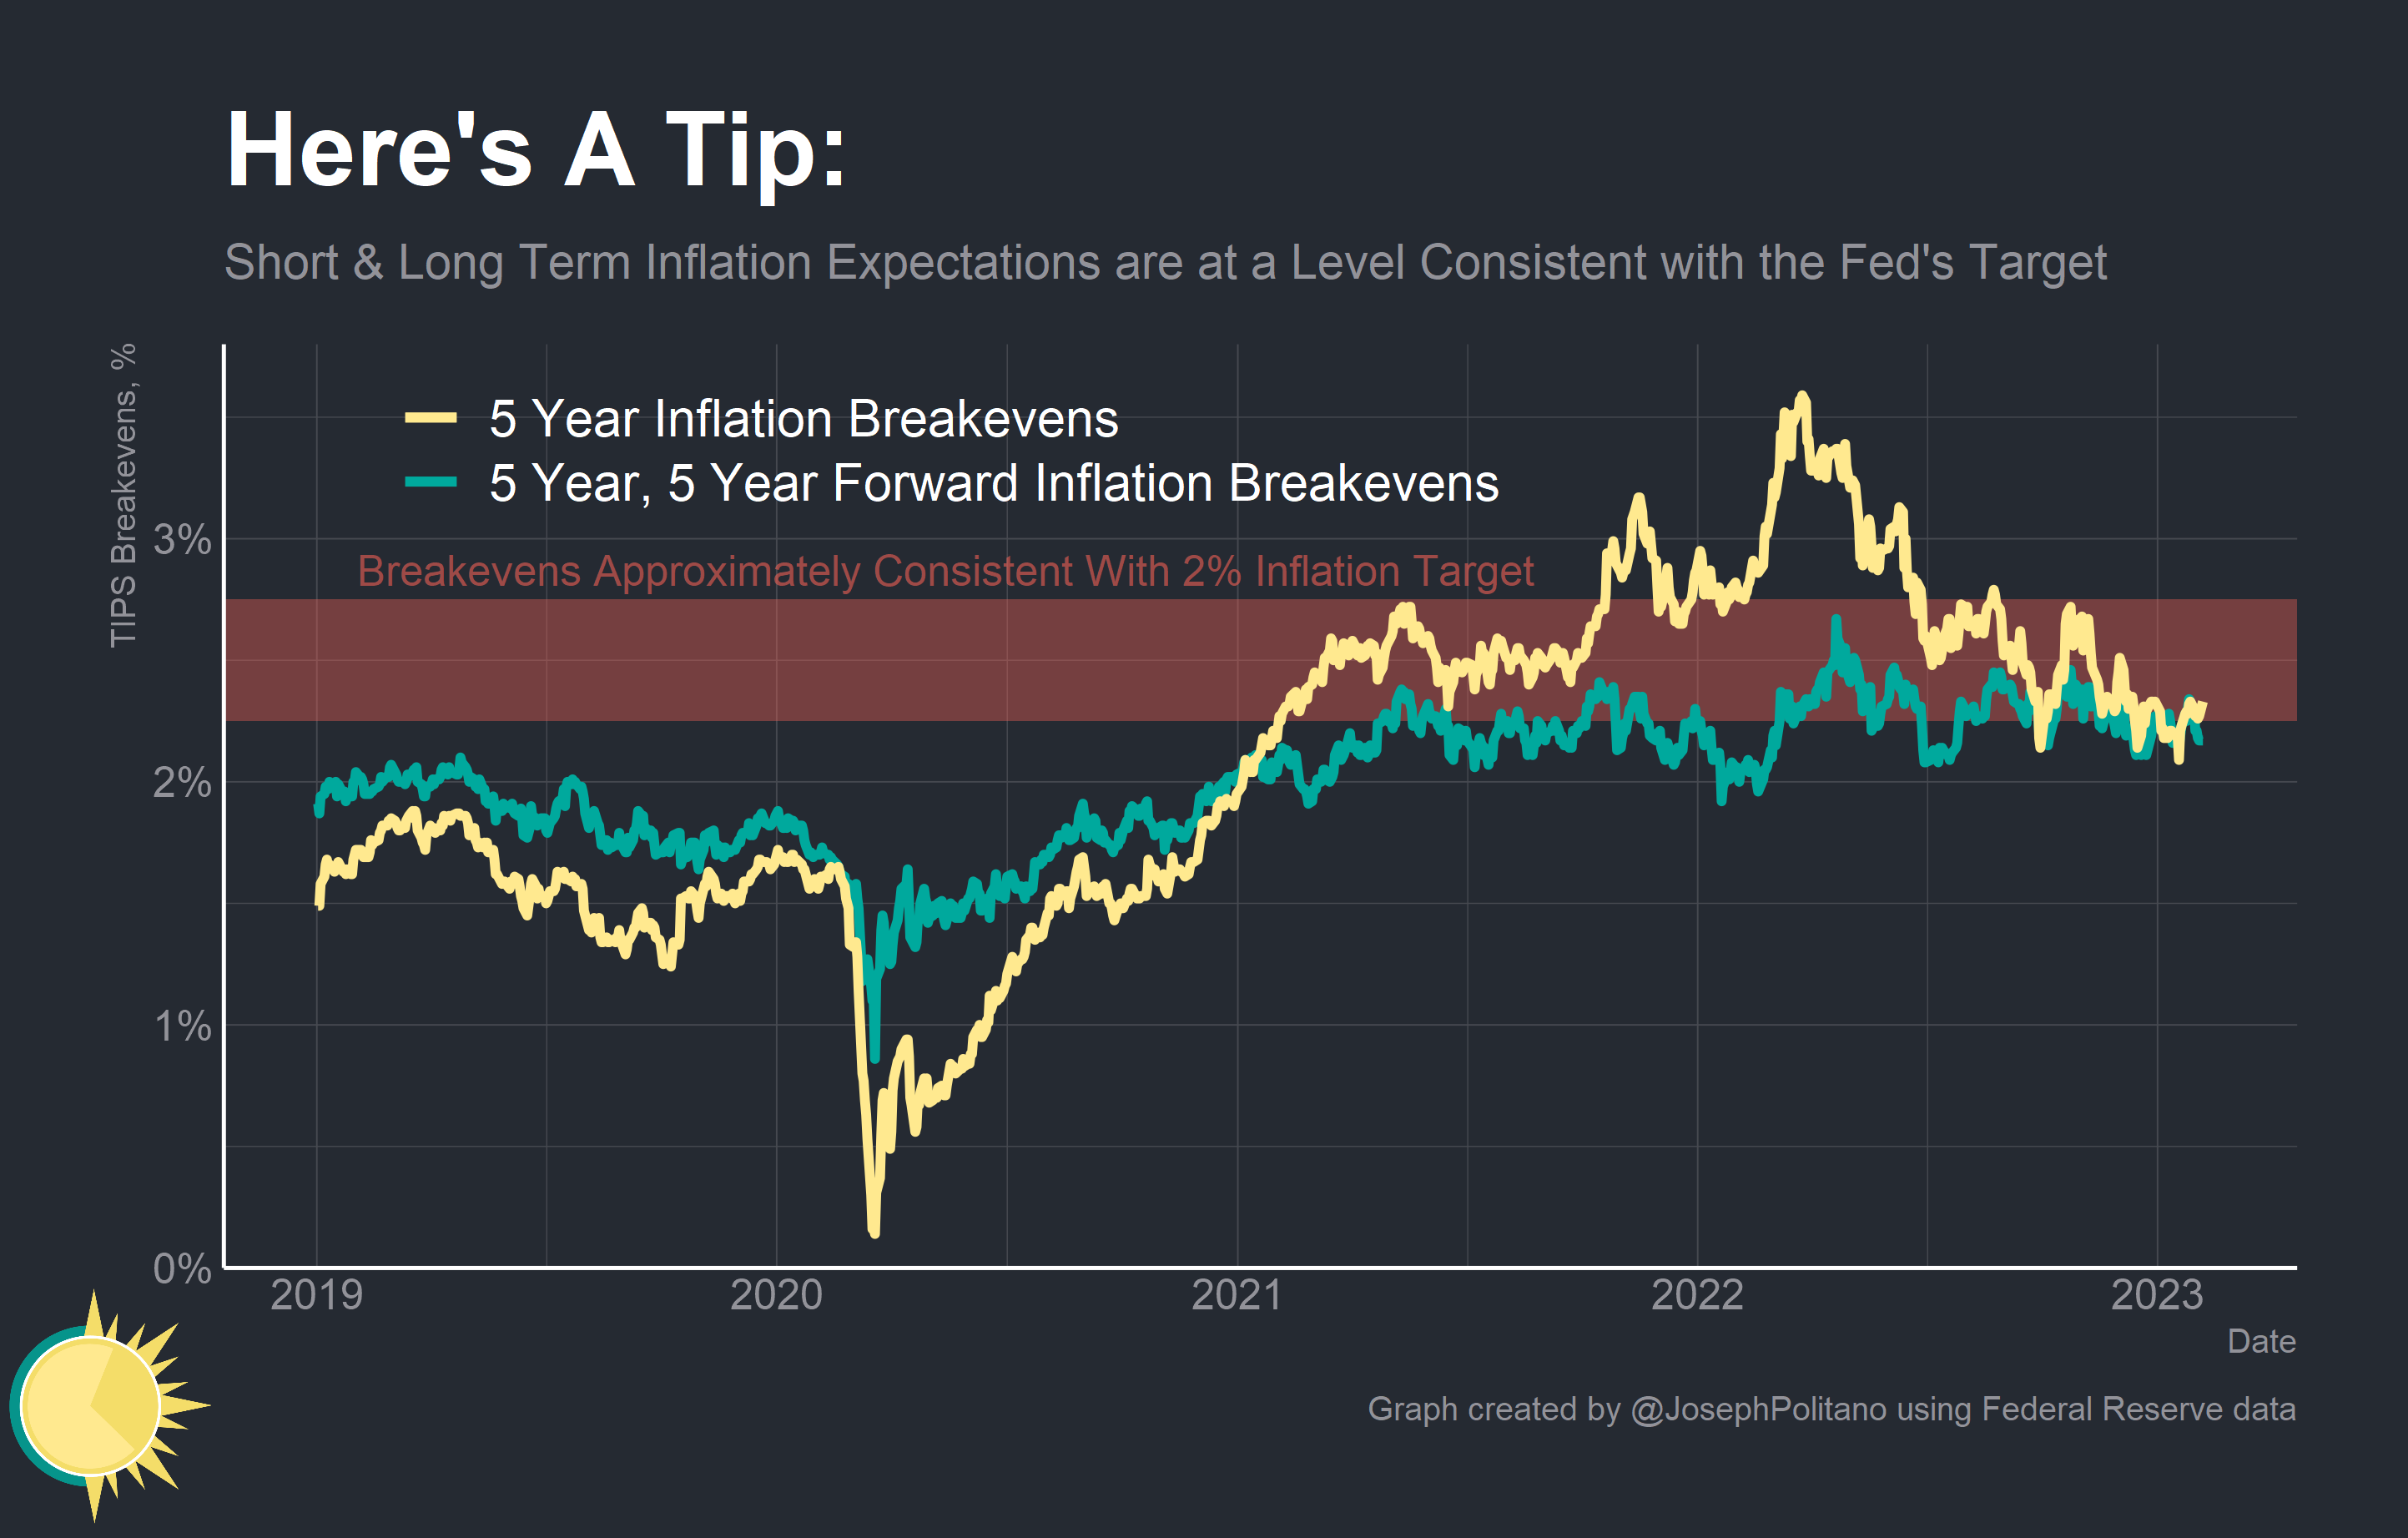 Here's A Tip:
Short & Long Term Inflation Expectations are at a Level Consistent with the Fed's Target
TIPS Breakevens, %
5 Year Inflation Breakevens
5 Year, 5 Year Forward Inflation Breakevens
3%
Breakevens Approximately Consistent With 2% Inflation Target
2%
1%
0%
2019 2020 2021 2022 2023
Date
Graph created by @JosephPolitano using Federal Reserve data